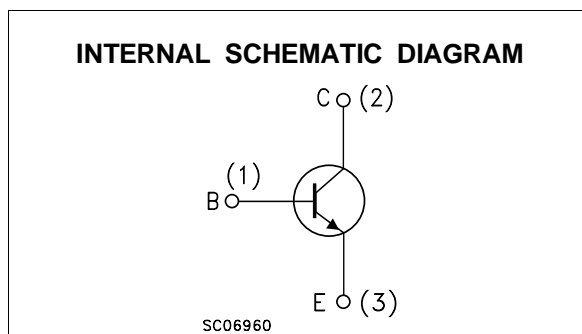 INTERNAL SCHEMATIC DIAGRAM
C (2)
(1)
B
E (3)
SC06960